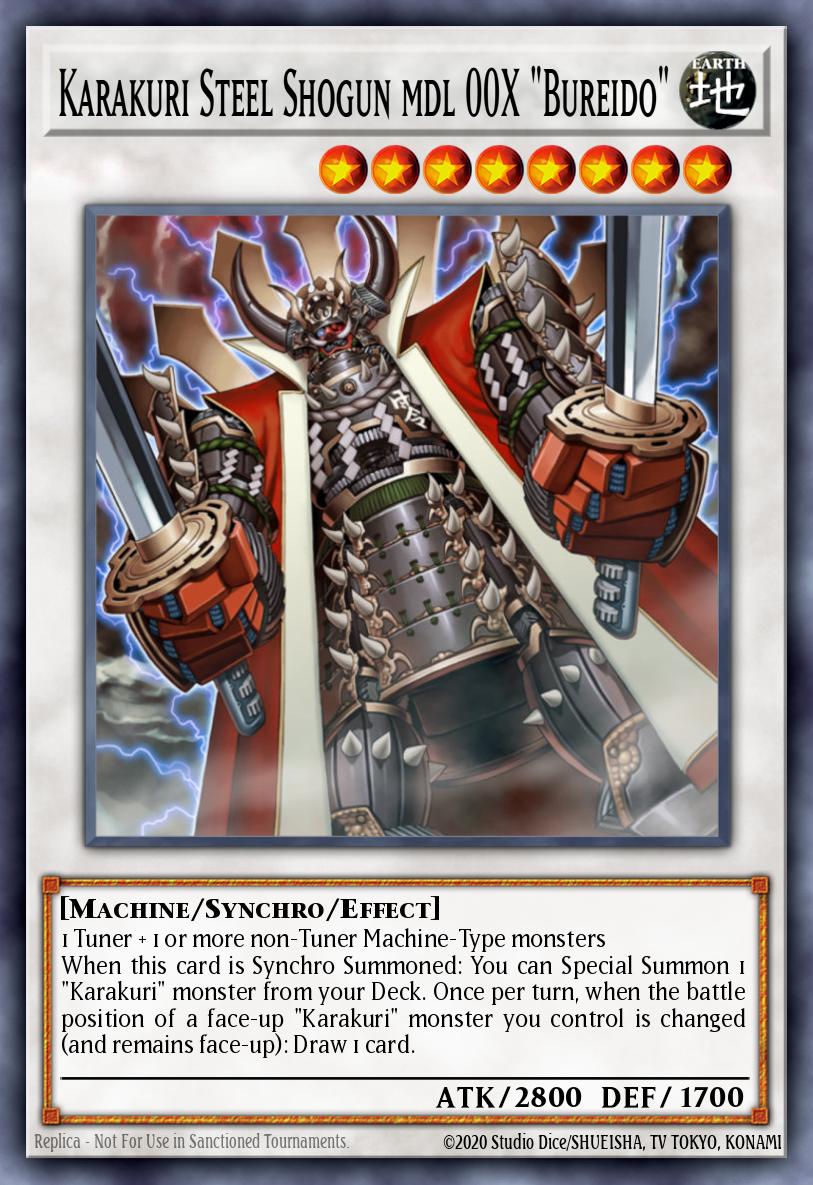 Karakuri Steel Shogun mdl 00X "Bureido"
EARTH
地
[Machine/Synchro/Effect]
1 Tuner + 1 or more non-Tuner Machine-Type monsters
When this card is Synchro Summoned: You can Special Summon 1
"Karakuri" monster from your Deck. Once per turn, when the battle
position of a face-up "Karakuri" monster you control is changed
(and remains face-up): Draw 1 card.
ATK/2800 DEF/1700
Replica - Not For Use in Sanctioned Tournaments.
©2020 Studio Dice/SHUEISHA, TV TOKYO, KONAMI